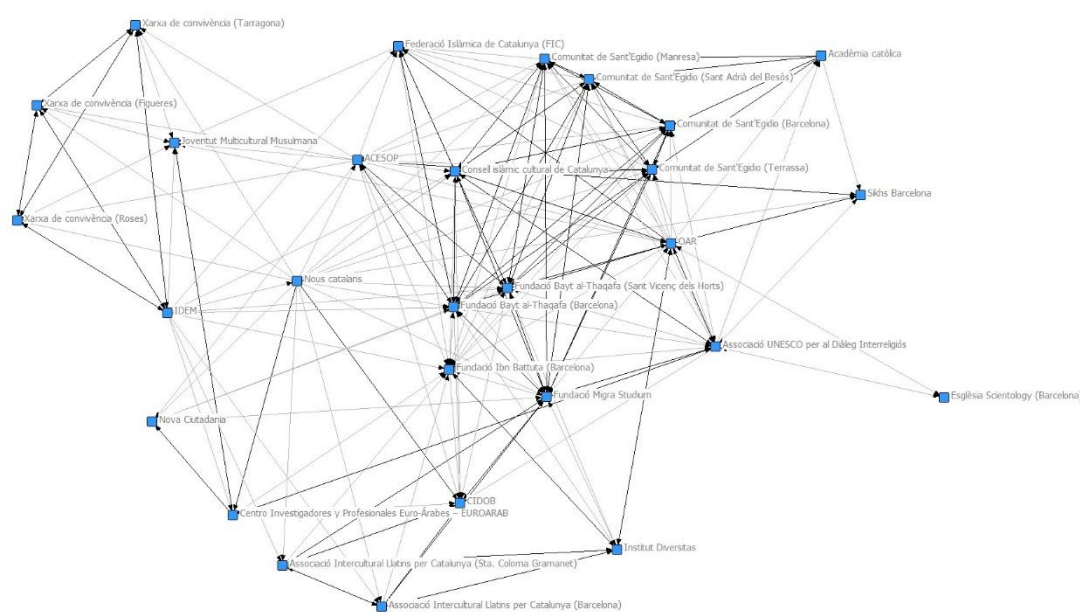 Xarxa de convivència (Tarragona)
Federació Islàmica de Catalunya (FIC)
Comunitat de Sant'Egidio (Manresa)
Acadèmia catòlica
Comunitat de Sant'Egidio (Sant Adrià del Besòs)
Xarxa de convivència (Figueres)
Comunitat de Sant'Egidio (Barcelona)
Joventut Multicultural Musulmana
ACESOP
Consell islàmic cultural de Catalunya
Comunitat de Sant'Egidio (Terrassa)
Sikhs Barcelona
Xarxa de convivència (Roses)
OAR
Nous catalans
Fundació Bayt al-Thaqafa (Sant Vicenç dels Horts)
Fundació Bayt al-Thaqafa (Barcelona)
IDEM
Associació UNESCO per al Diàleg Interreligiós
Fundació Ibn Battuta (Barcelona)
Fundació Migra Studium
Església Scientology (Barcelona)
Nova Ciutadania
CIDOB
Centro Investigadores y Profesionales Euro-Árabes – EUROARAB
Institut Diversitas
Associació Intercultural Llatins per Catalunya (Sta. Coloma Gramanet)
Associació Intercultural Llatins per Catalunya (Barcelona)